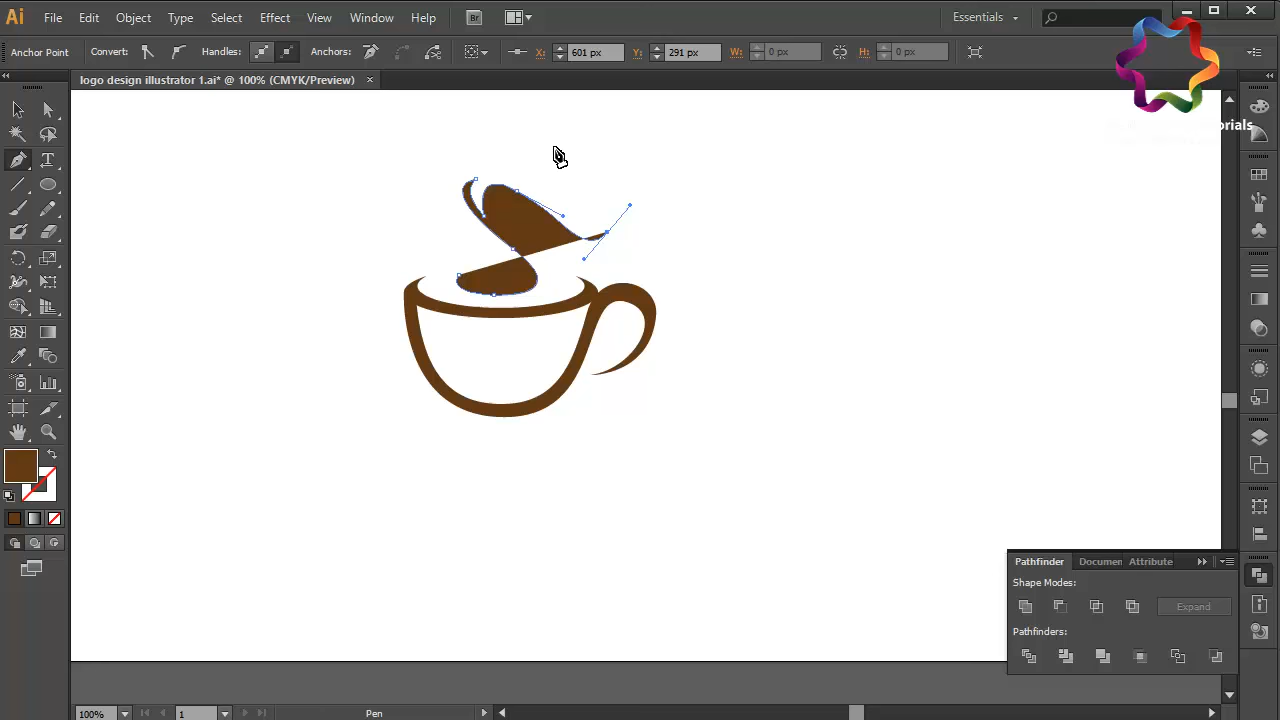 Ai File Edit Object Type Select Effect View Window Help Br Essentials
Anchor Point Convert: Handles: Anchors: X: 601 px Y: 291 px W: 0 px H: 0 px
logo design illustrator 1.ai* @ 100% (CMYK/Preview) ×
orials
Pathfinder Documen Attribute
Shape Modes:
Expand
Pathfinders:
100% 1 Pen